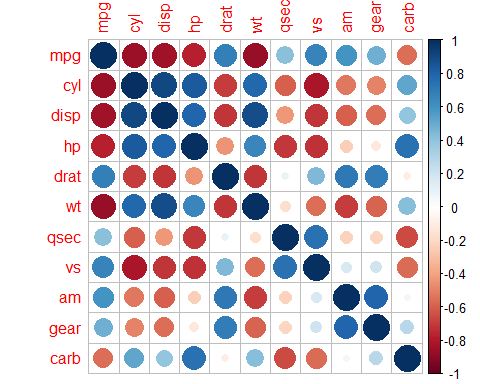 mpg cyl disp hp drat wt qsec vs am gear carb
mpg
cyl
disp
hp
drat
wt
qsec
vs
am
gear
carb
1
0.8
0.6
0.4
0.2
0
-0.2
-0.4
-0.6
-0.8
-1